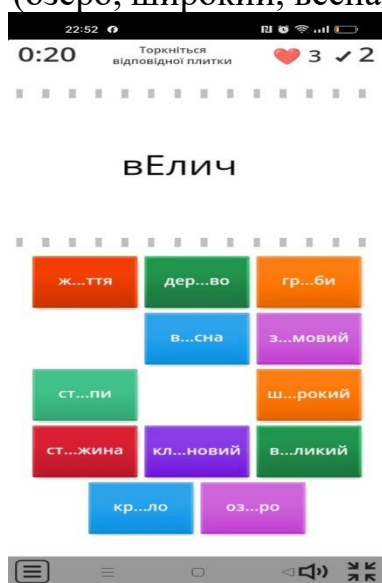 (озеро, широкий, весна
22:52
0:20 Торкніться відповідної плитки 3 2
вЕлич
ж...ття дер...во гр...би
в...сна з...мовий
ст...пи ш...рокий
ст...жина кл...новий в...ликий
кр...ло оз...ро